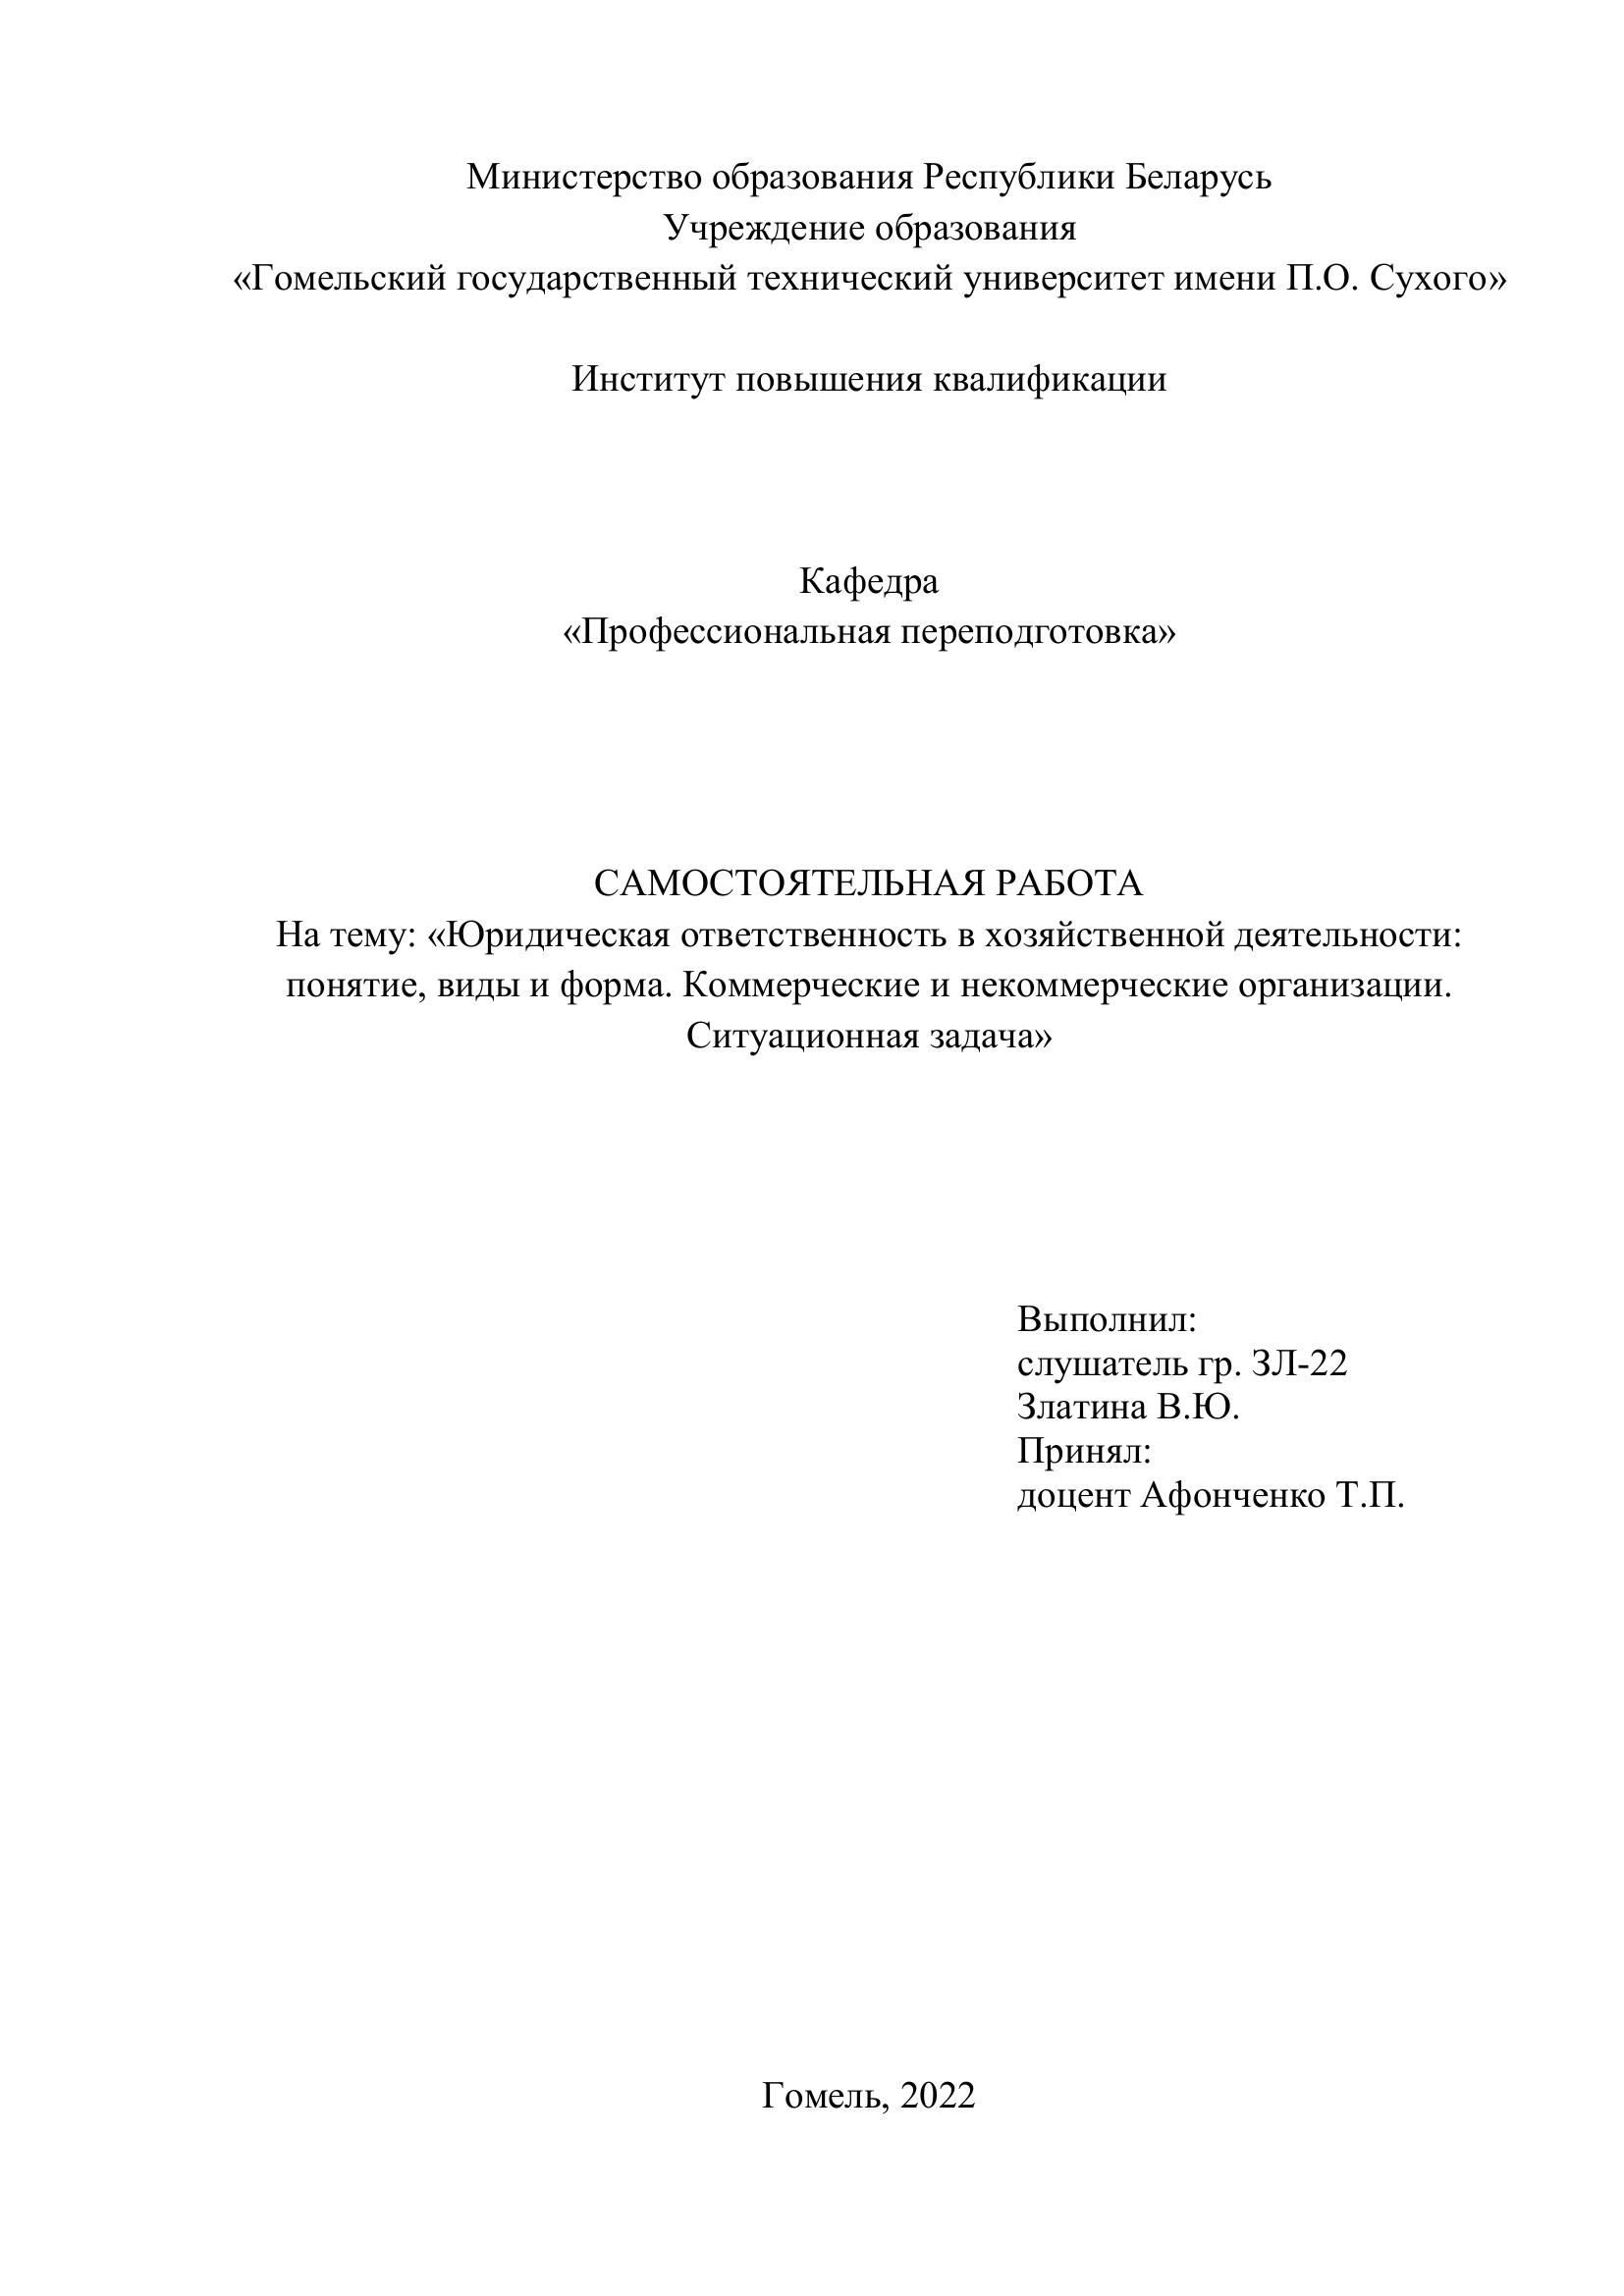 Министерство образования Республики Беларусь
Учреждение образования
«Гомельский государственный технический университет имени П.О. Сухого»
Институт повышения квалификации
Кафедра
«Профессиональная переподготовка»
САМОСТОЯТЕЛЬНАЯ РАБОТА
На тему: «Юридическая ответственность в хозяйственной деятельности:
понятие, виды и форма. Коммерческие и некоммерческие организации.
Ситуационная задача»
Выполнил:
слушатель гр. ЗЛ-22
Златина В.Ю.
Принял:
доцент Афонченко Т.П.
Гомель, 2022